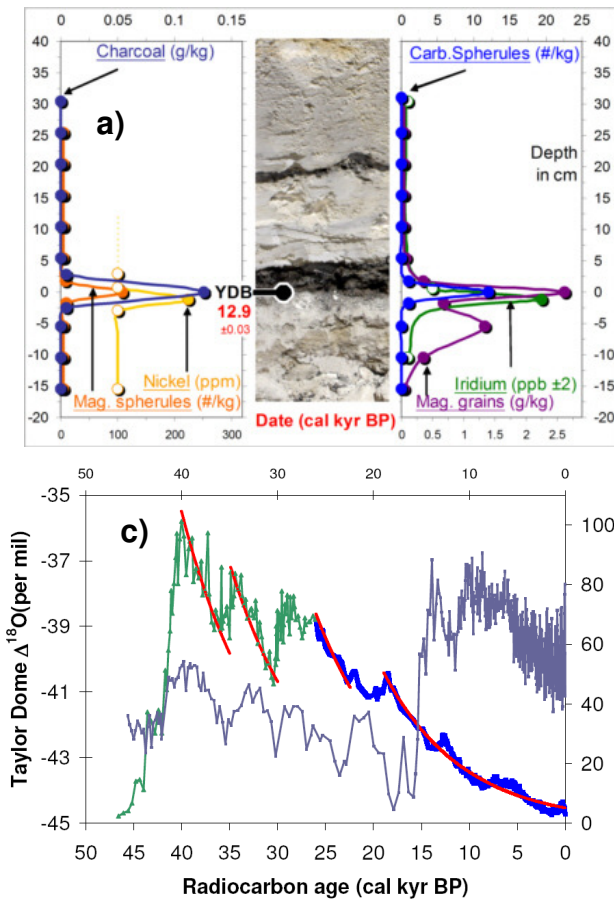 0 0.05 0.1 0.15
0 5 10 15 20 25
40 Charcoal (g/kg) Carb.Spherules (#/kg) 40
35 35
30 30
a)
25 25
20 Depth 20
in cm
15 15
10 10
5 5
0 YDB 0
12.9
±0.03
-5 -5
-10 -10
Nickel (ppm) Iridium (ppb ±2)
-15 -15
Mag. spherules (#/kg) Mag. grains (g/kg)
-20 Date (cal kyr BP) -20
0 100 200 300
0 0.5 1 1.5 2 2.5
50 40 30 20 10 0
-35
c) 100
-37
80
-39
60
-41
40
-43
20
-45 0
Taylor Dome Δ18O(per mil)
50 45 40 35 30 25 20 15 10 5 0
Radiocarbon age (cal kyr BP)